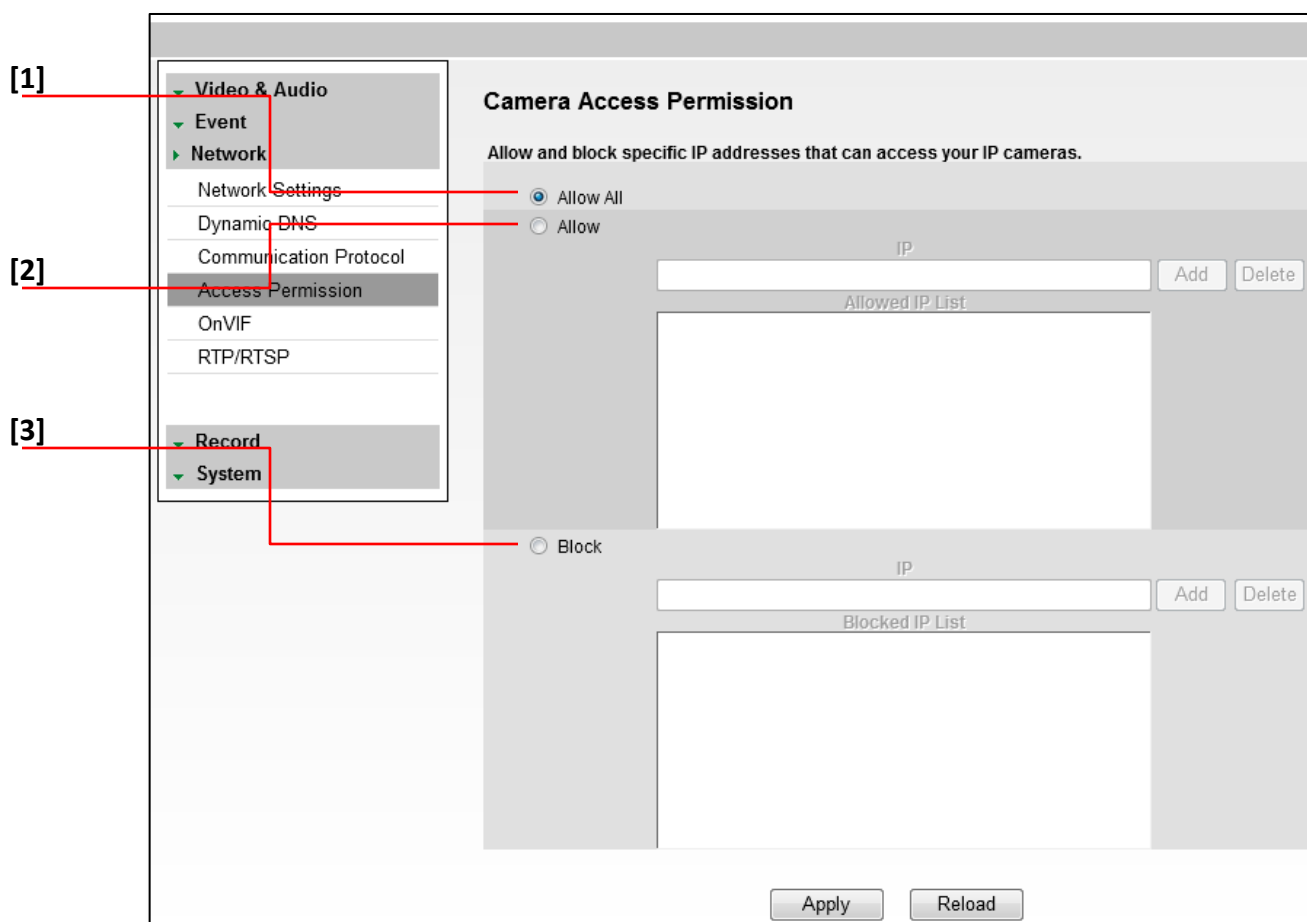 [1]
[2]
[3]
Video & Audio
Event
Network
Network Settings
Dynamic DNS
Communication Protocol
Access Permission
OnVIF
RTP/RTSP
Record
System
Camera Access Permission
Allow and block specific IP addresses that can access your IP cameras.
Allow All
Allow
IP
Add Delete
Allowed IP List
Block
IP
Add Delete
Blocked IP List
Apply Reload